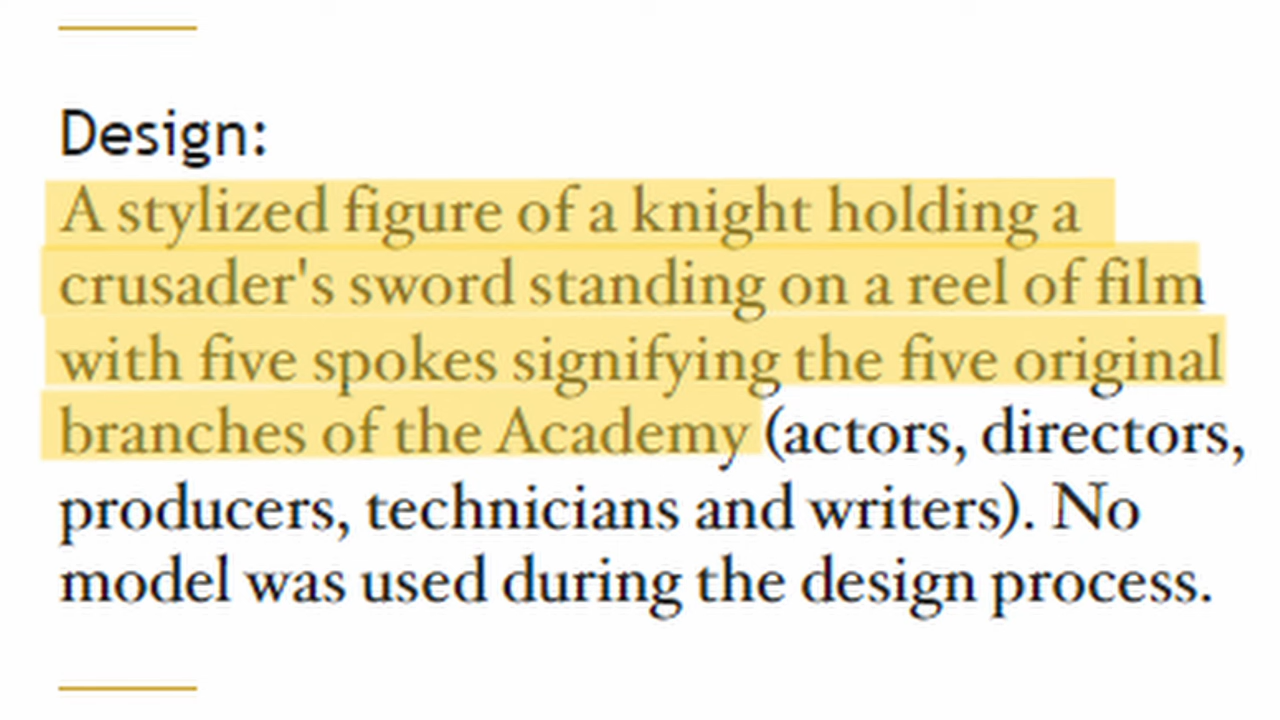 Design:
A stylized figure of a knight holding a
crusader's sword standing on a reel of film
with five spokes signifying the five original
branches of the Academy (actors, directors,
producers, technicians and writers). No
model was used during the design process.